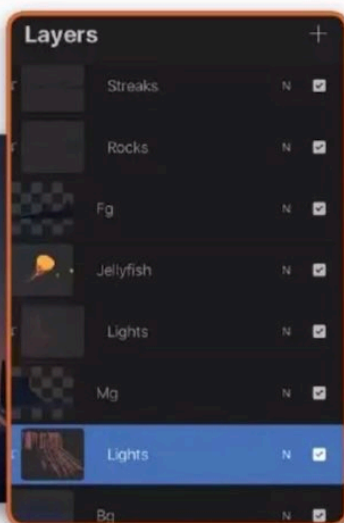 Layers
Streaks N
Rocks N
Fg N
Jellyfish N
Lights N
Mg N
Lights N
Bg N